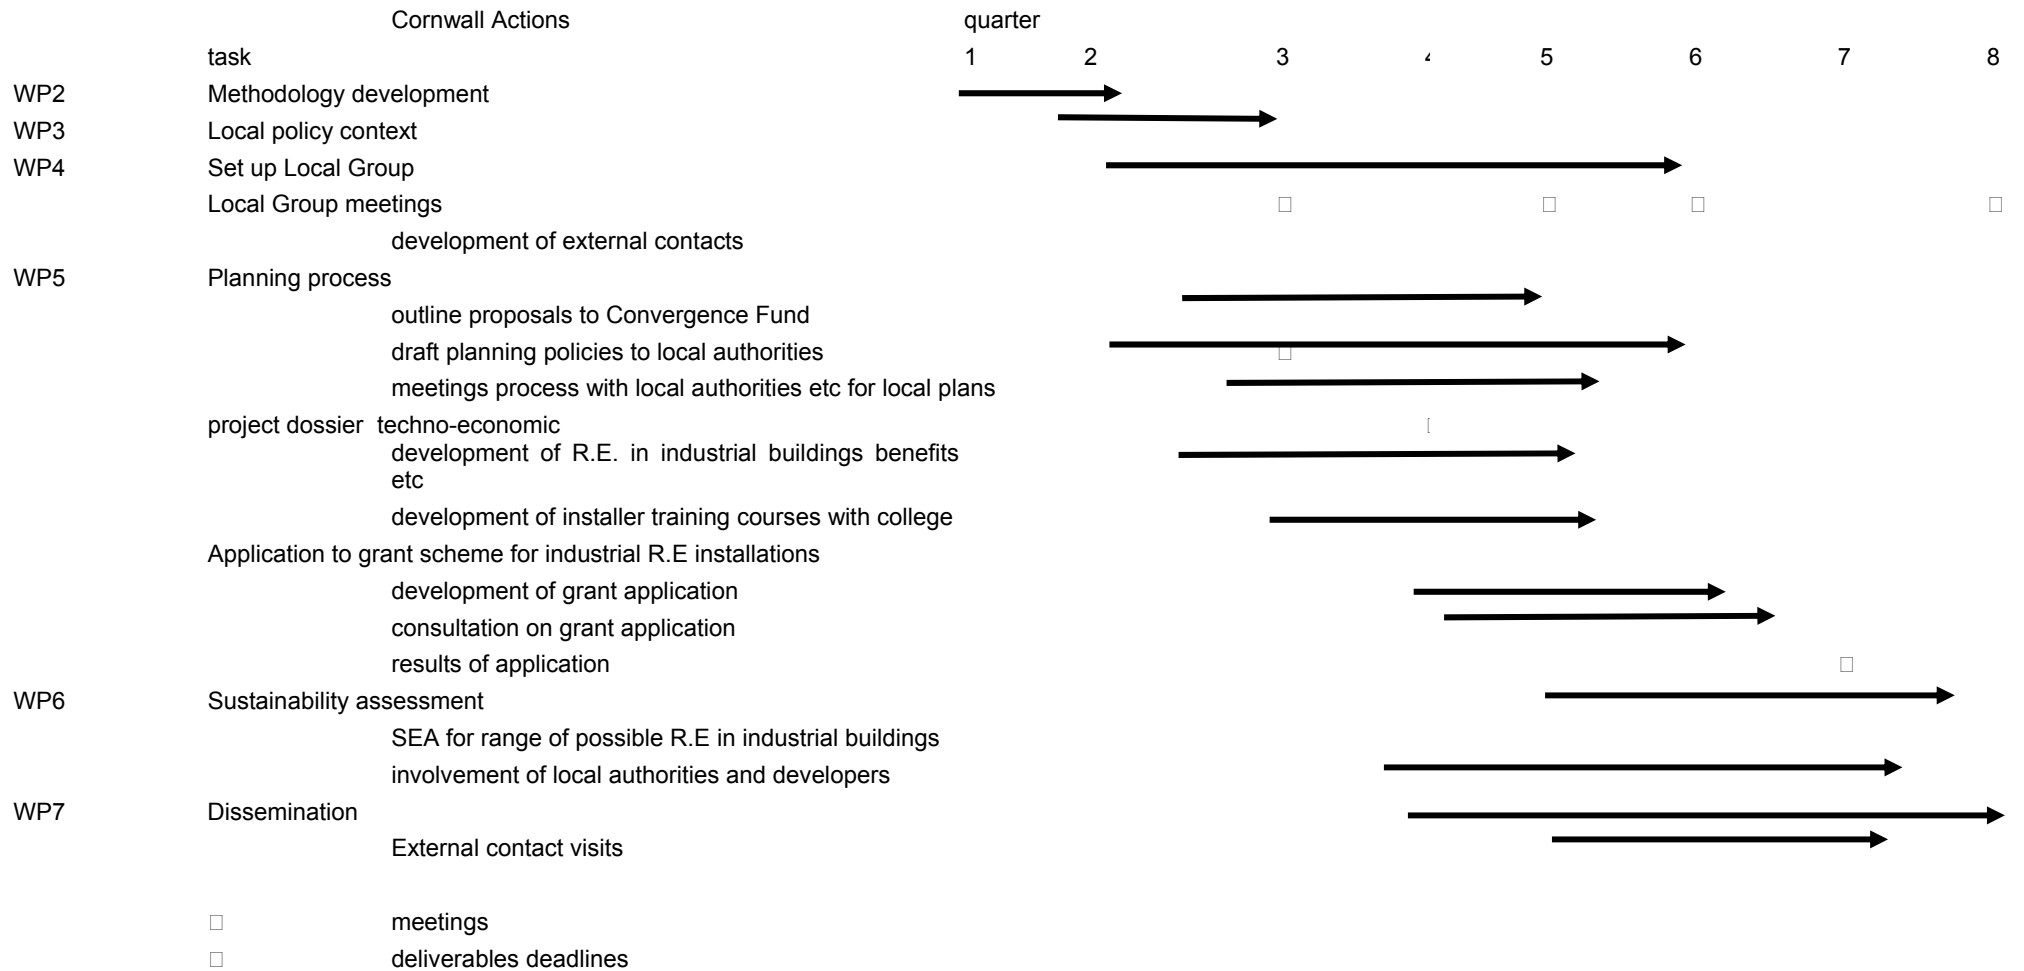 Cornwall Actions quarter
task 1 2 3 4 5 6 7 8
WP2 Methodology development
WP3 Local policy context
WP4 Set up Local Group
Local Group meetings
development of external contacts
WP5 Planning process
outline proposals to Convergence Fund
draft planning policies to local authorities
meetings process with local authorities etc for local plans
project dossier techno-economic
development of R.E. in industrial buildings benefits
etc
development of installer training courses with college
Application to grant scheme for industrial R.E installations
development of grant application
consultation on grant application
results of application
WP6 Sustainability assessment
SEA for range of possible R.E in industrial buildings
involvement of local authorities and developers
WP7 Dissemination
External contact visits
meetings
deliverables deadlines